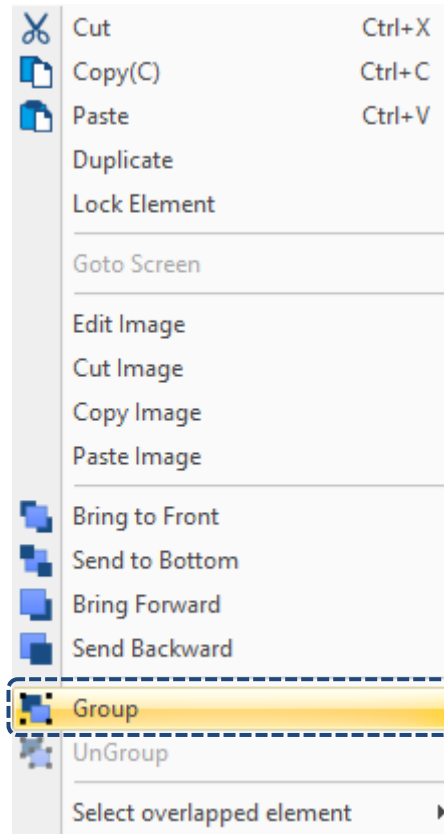 Cut Ctrl+X
Copy(C) Ctrl+C
Paste Ctrl+V
Duplicate
Lock Element
Goto Screen
Edit Image
Cut Image
Copy Image
Paste Image
Bring to Front
Send to Bottom
Bring Forward
Send Backward
Group
UnGroup
Select overlapped element